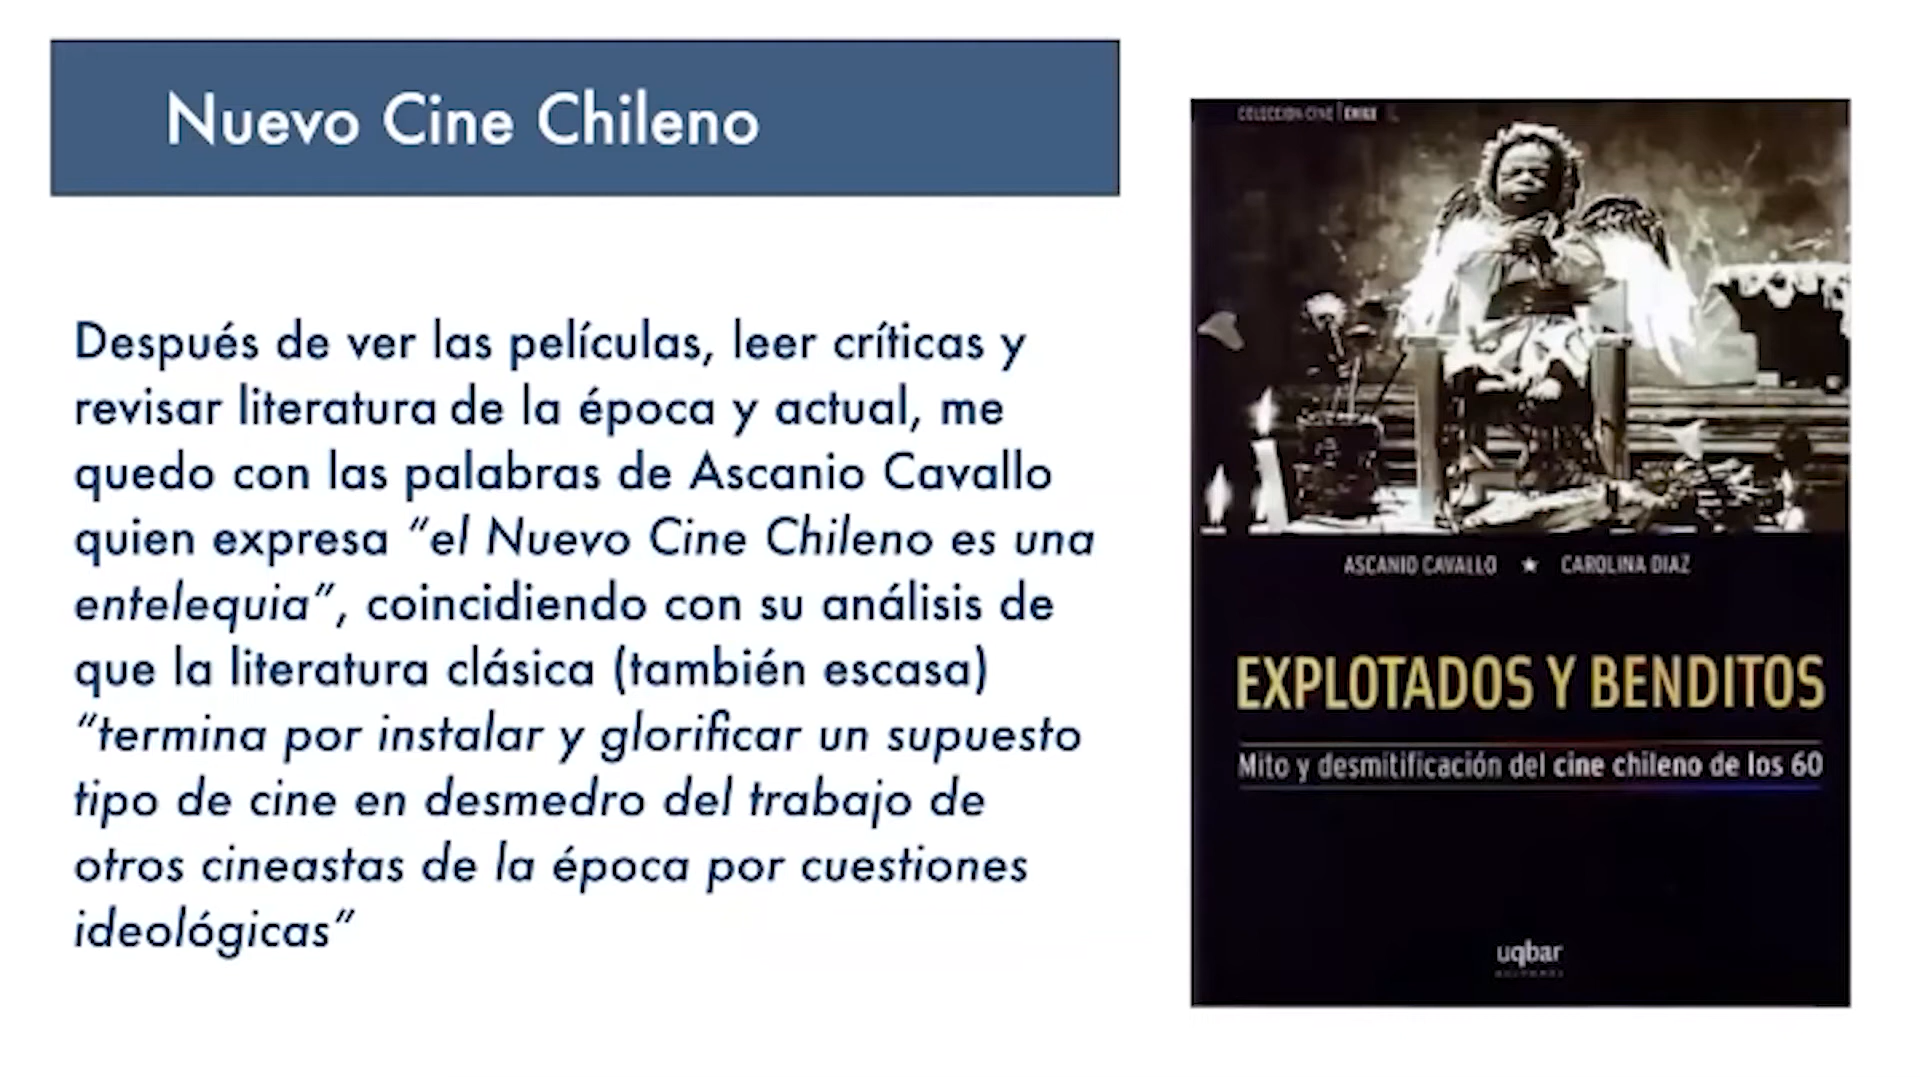 Nuevo Cine Chileno
Después de ver las películas, leer críticas y
revisar literatura de la época y actual, me
quedo con las palabras de Ascanio Cavallo
quien expresa “el Nuevo Cine Chileno es una
entelequia”, coincidiendo con su análisis de
que la literatura clásica (también escasa)
“termina por instalar y glorificar un supuesto
tipo de cine en desmedro del trabajo de
otros cineastas de la época por cuestiones
ideológicas”
COLECCION CINE | CHILE
ASCANIO CAVALLO ★ CAROLINA DIAZ
EXPLOTADOS Y BENDITOS
Mito y desmitificación del cine chileno de los 60
uqbar